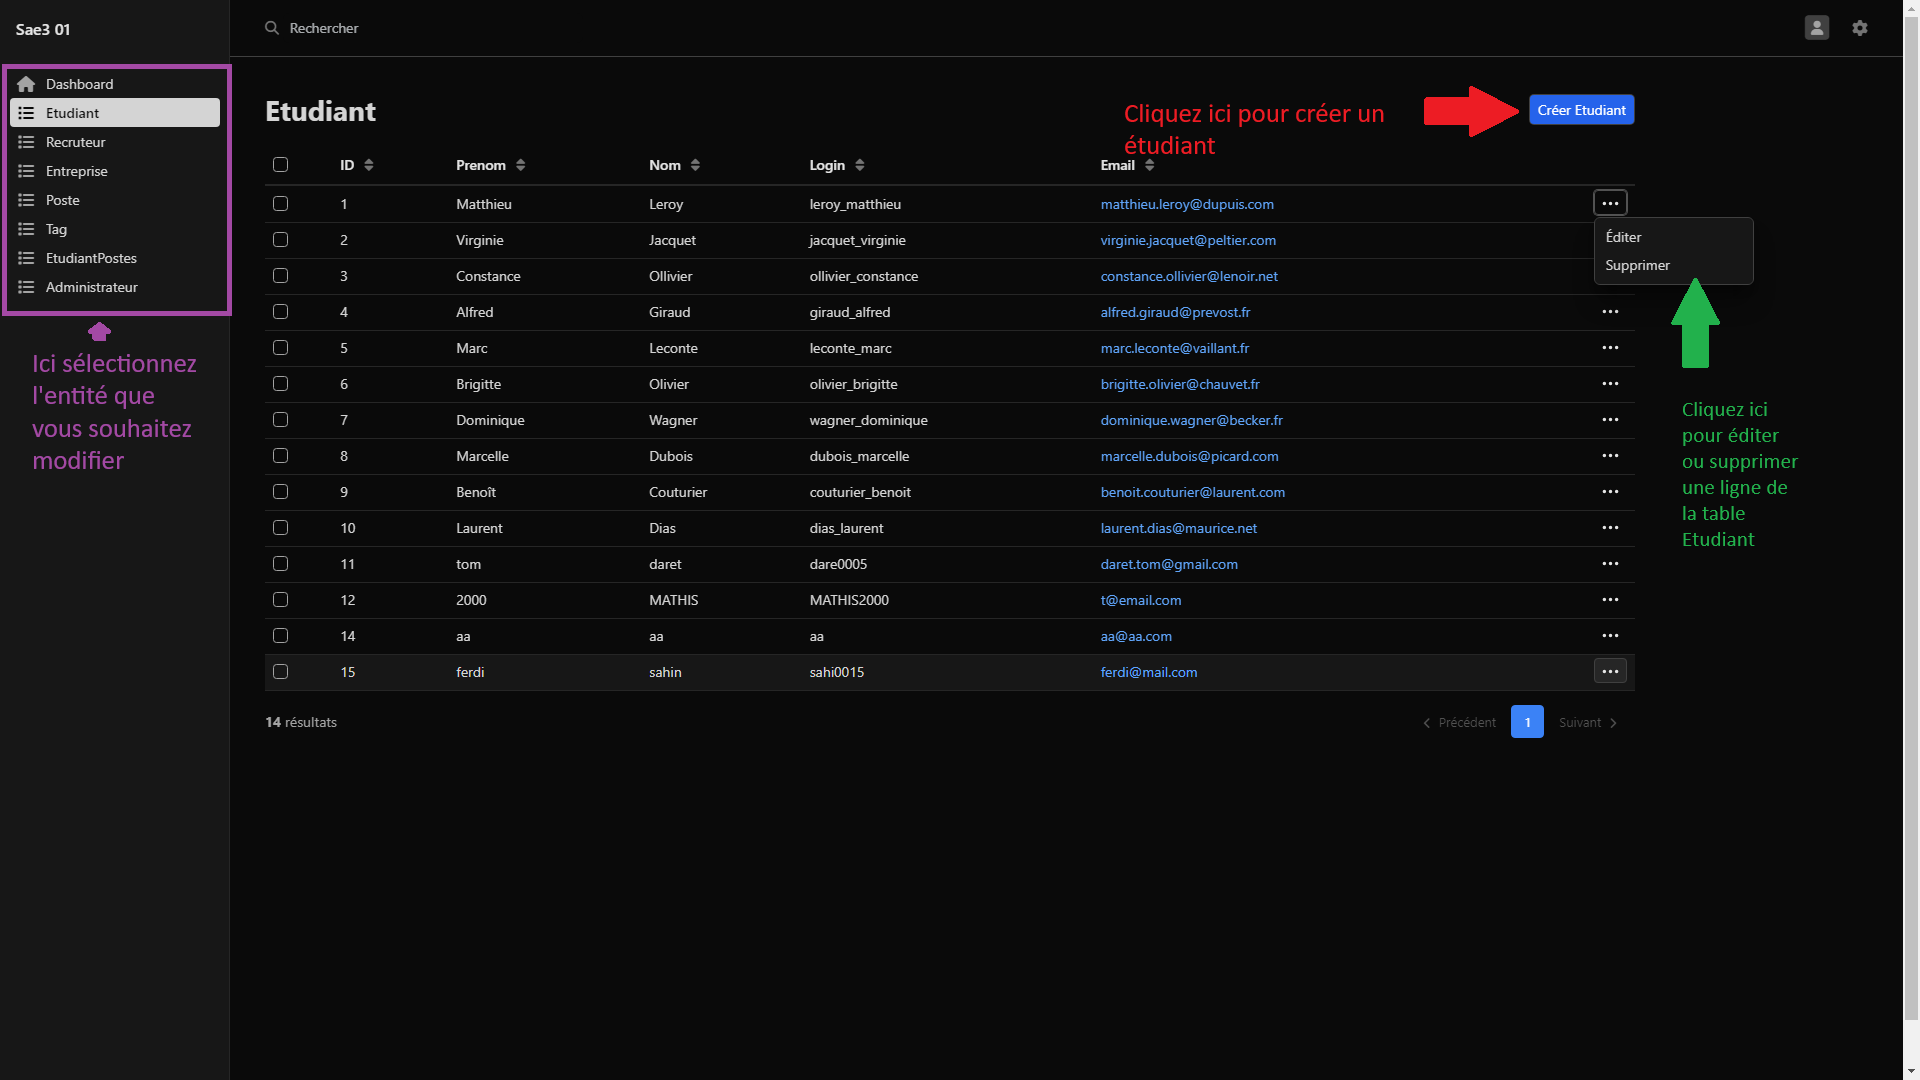 Sae3 01
Rechercher
Dashboard
Etudiant
Recruteur
Entreprise
Poste
Tag
EtudiantPostes
Administrateur
Ici sélectionnez
l'entité que
vous souhaitez
modifier
Etudiant
Cliquez ici pour créer un
étudiant
Créer Etudiant
ID Prenom Nom Login Email
1 Matthieu Leroy leroy_matthieu matthieu.leroy@dupuis.com
2 Virginie Jacquet jacquet_virginie virginie.jacquet@peltier.com
3 Constance Ollivier ollivier_constance constance.ollivier@lenoir.net
4 Alfred Giraud giraud_alfred alfred.giraud@prevost.fr
5 Marc Leconte leconte_marc marc.leconte@vaillant.fr
6 Brigitte Olivier olivier_brigitte brigitte.olivier@chauvet.fr
7 Dominique Wagner wagner_dominique dominique.wagner@becker.fr
8 Marcelle Dubois dubois_marcelle marcelle.dubois@picard.com
9 Benoît Couturier couturier_benoit benoit.couturier@laurent.com
10 Laurent Dias dias_laurent laurent.dias@maurice.net
11 tom daret dare0005 daret.tom@gmail.com
12 2000 MATHIS MATHIS2000 t@email.com
14 aa aa aa aa@aa.com
15 ferdi sahin sahi0015 ferdi@mail.com
Éditer
Supprimer
Cliquez ici
pour éditer
ou supprimer
une ligne de
la table
Etudiant
14 résultats
Précédent 1 Suivant